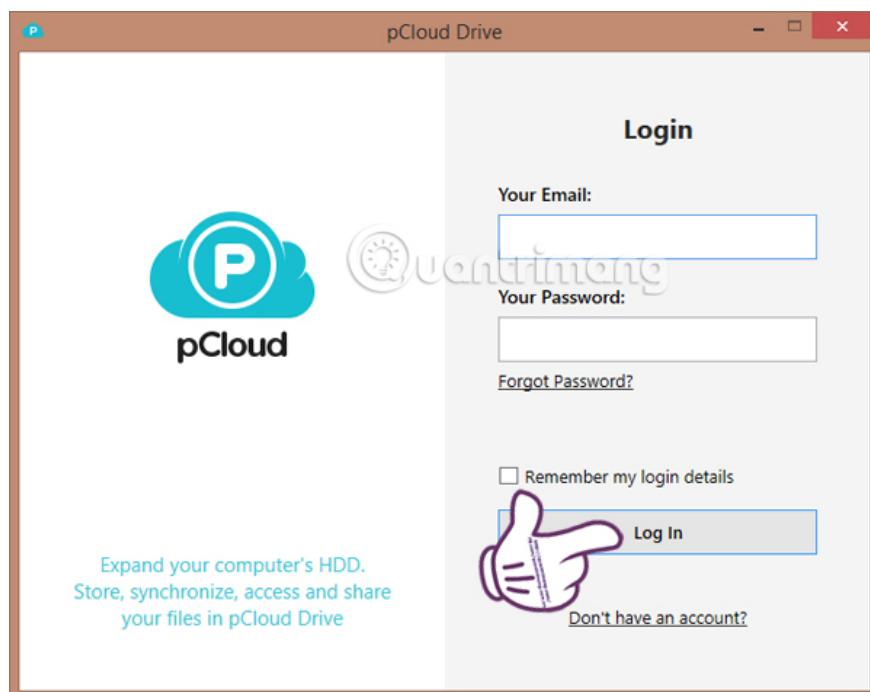 P
pCloud Drive
P
pCloud
Expand your computer's HDD.
Store, synchronize, access and share
your files in pCloud Drive
Login
Your Email:
Quantrimang
Your Password:
Forgot Password?
Remember my login details
Log In
Don't have an account?